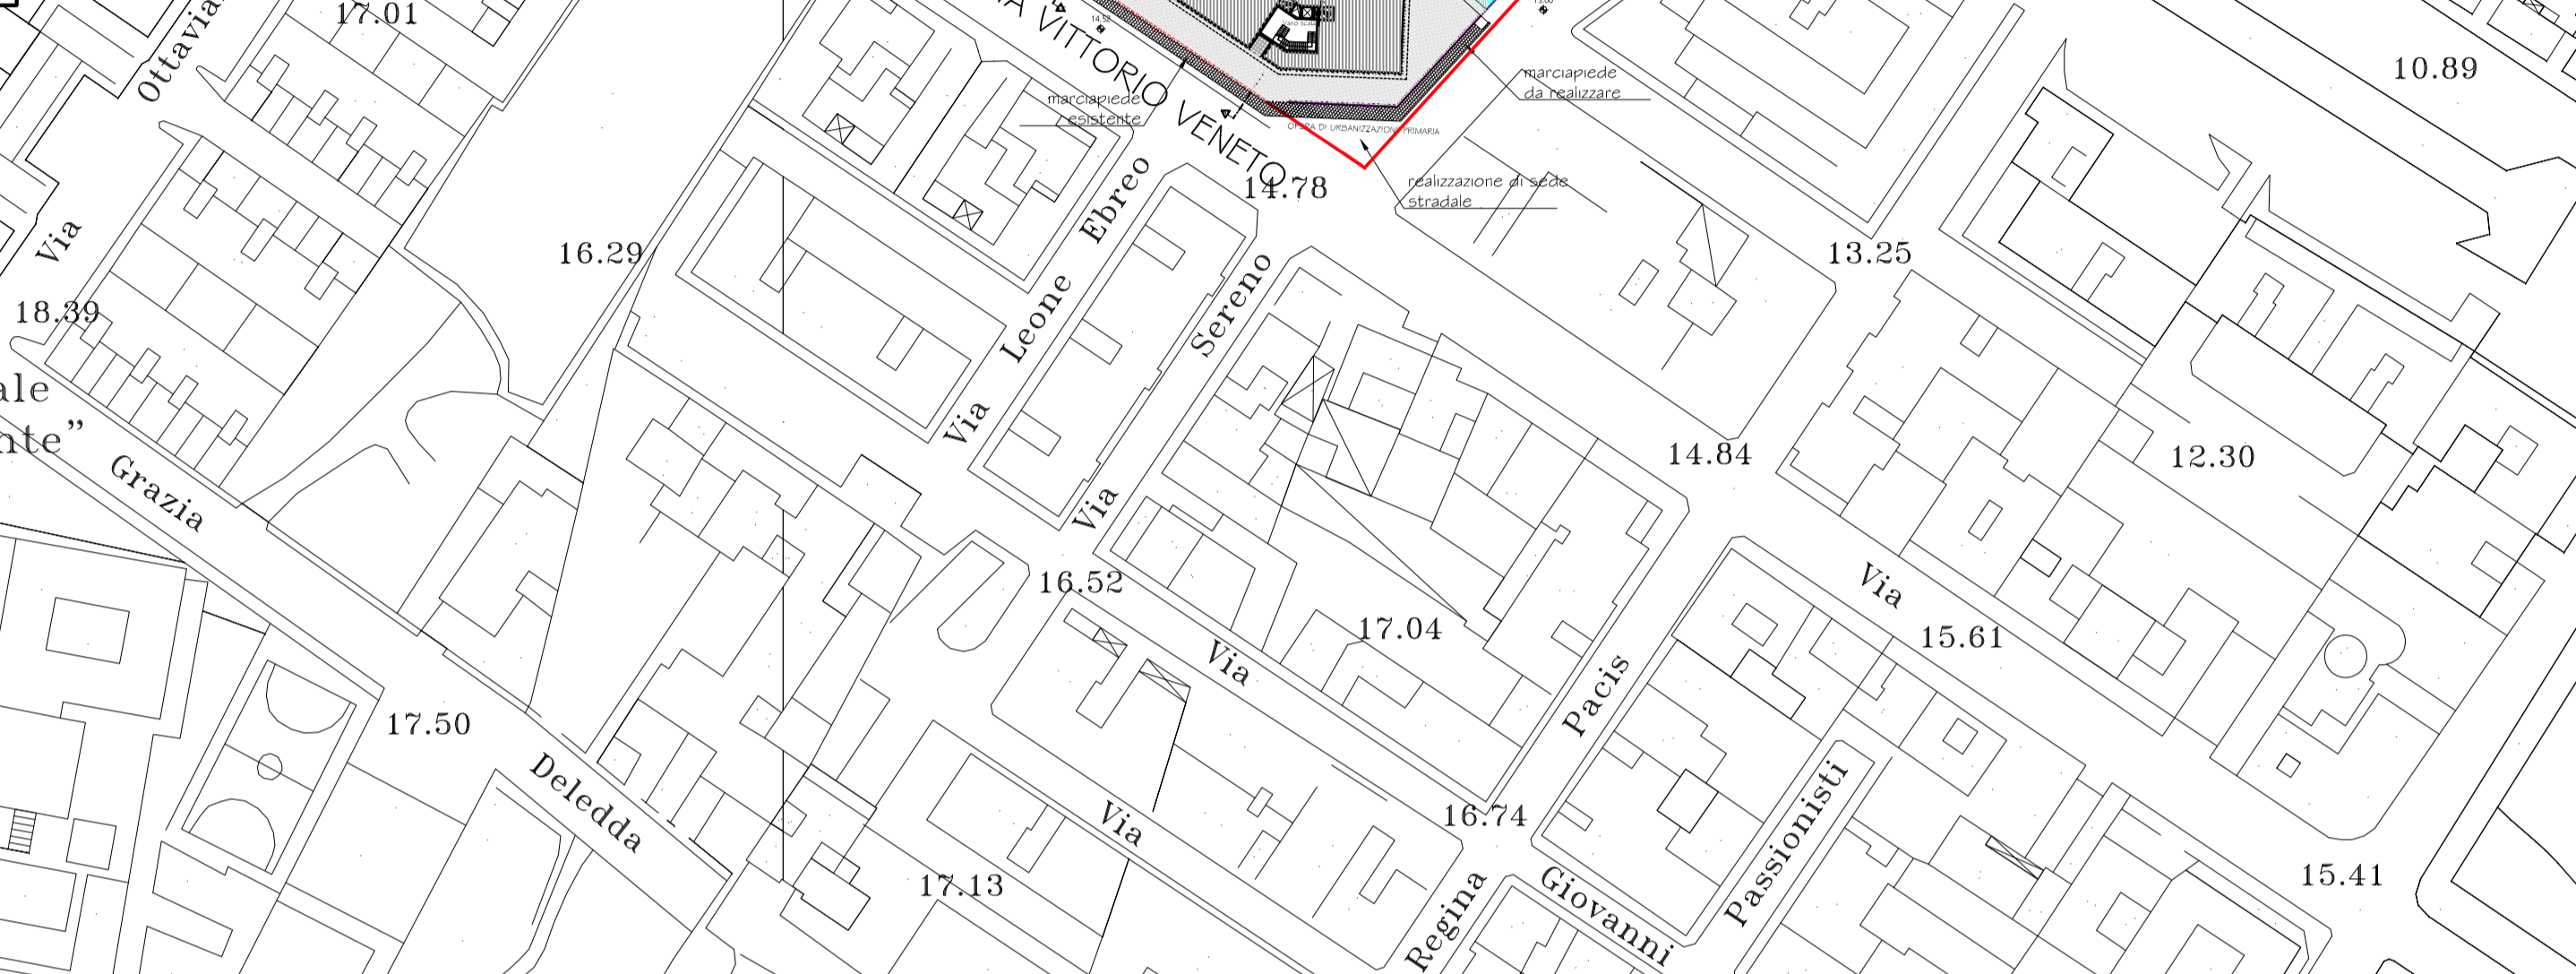 17.01
Ottavia
14.52
VIA VITTORIO VENETO
marciapiede
esistente
marciapiede
da realizzare
OPERA DI URBANIZZAZIONE PRIMARIA
realizzazione di sede
stradale
10.89
14.78
13.25
16.29
Via
18.39
Via Leone Ebreo
Via Sereno
14.84
12.30
ale
nte”
Grazia
Deledda
16.52
17.04
Via
15.61
Via
17.50
Via
17.13
16.74
Regina Pacis
Giovanni
Passionisti
15.41